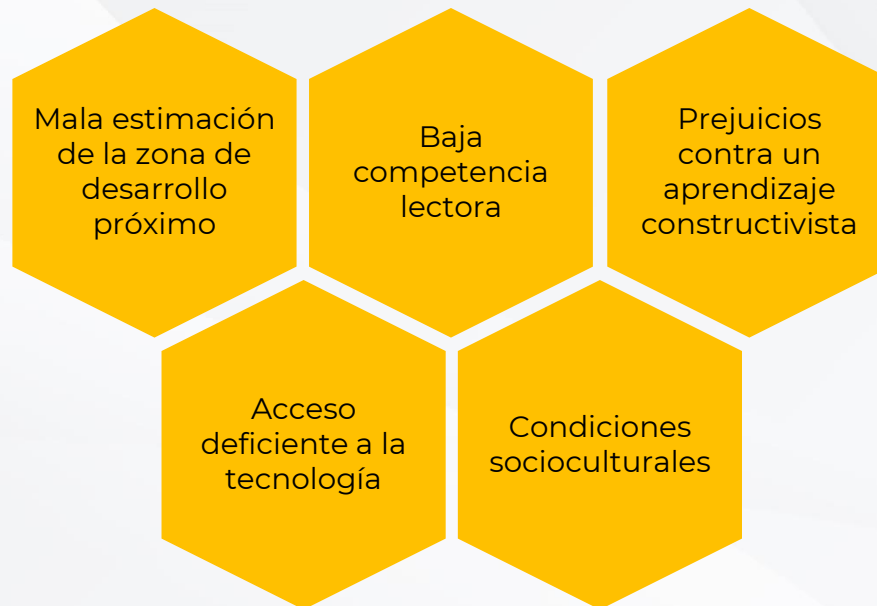 Mala estimación
de la zona de
desarrollo
próximo
Baja
competencia
lectora
Prejuicios
contra un
aprendizaje
constructivista
Acceso
deficiente a la
tecnología
Condiciones
socioculturales